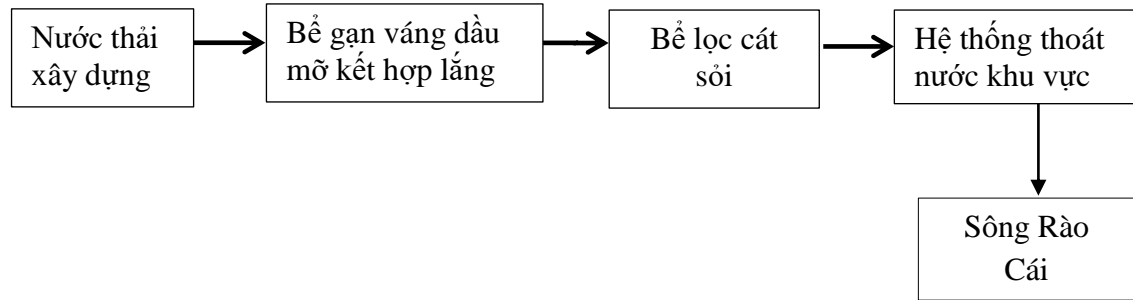 Nước thải
xây dựng
Bể gạn váng dầu
mỡ kết hợp lắng
Bể lọc cát
sỏi
Hệ thống thoát
nước khu vực
Sông Rào
Cái